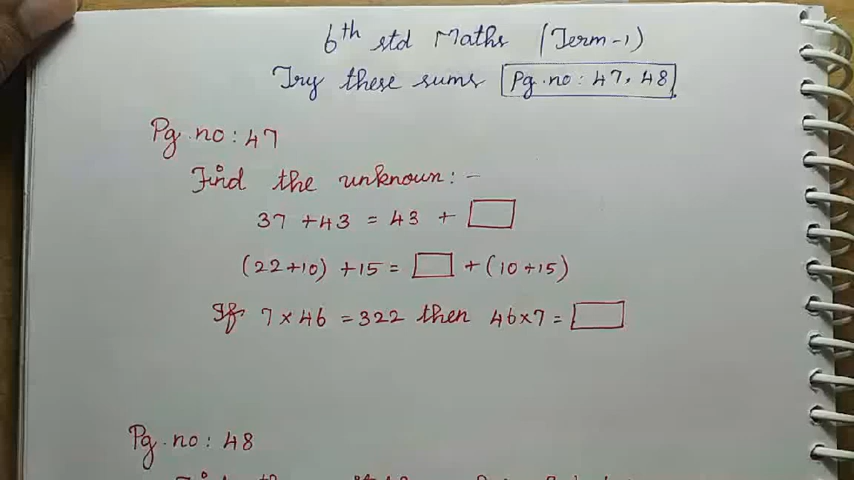 6th std Maths (Term-1)
Try these sums Pg.no: 47, 48
Pg.no: 47
Find the unknown:-
37 + 43 = 43 +
(22+10) + 15 = + (10+15)
If 7 × 46 = 322 then 46×7 =
Pg.no: 48